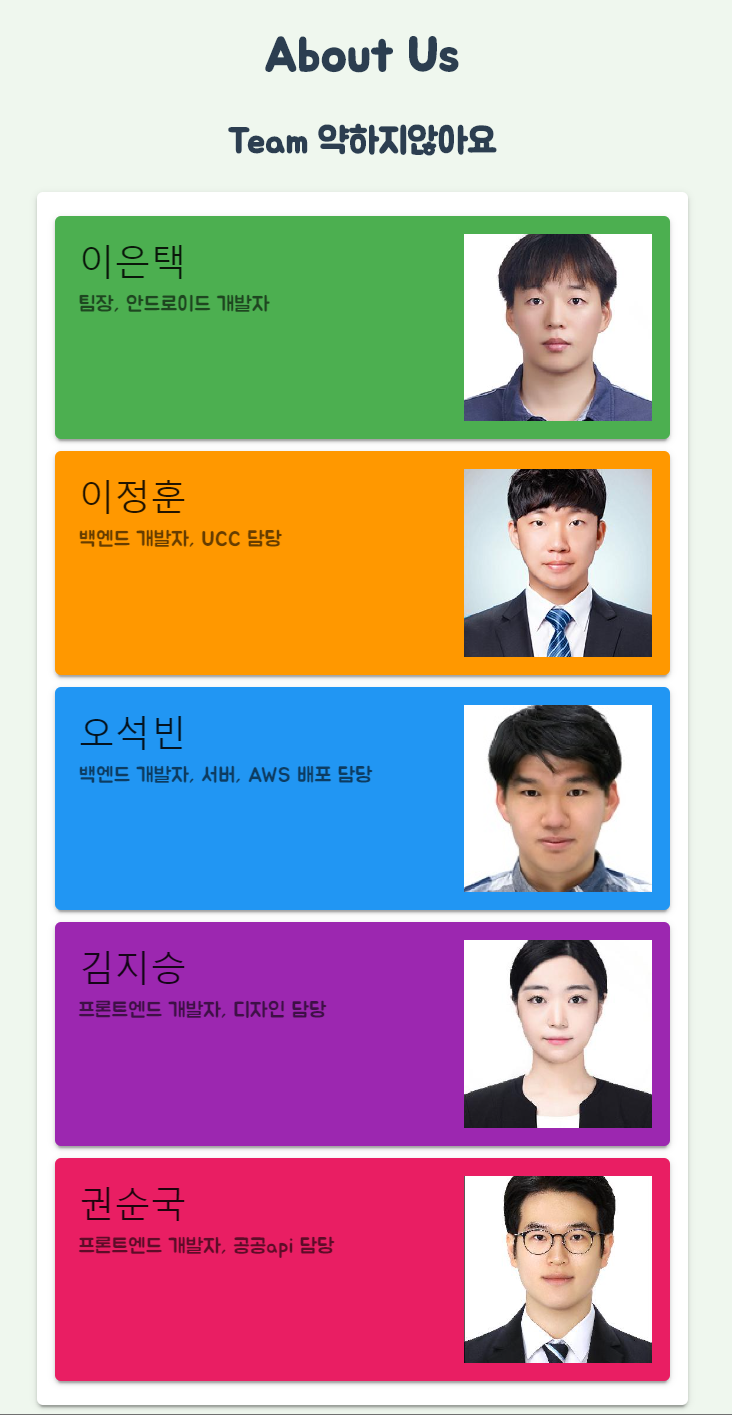 About Us
Team 약하지않아요
이은택
팀장, 안드로이드 개발자
이정훈
백엔드 개발자, UCC 담당
오석빈
백엔드 개발자, 서버, AWS 배포 담당
김지승
프론트엔드 개발자, 디자인 담당
권순국
프론트엔드 개발자, 공공api 담당